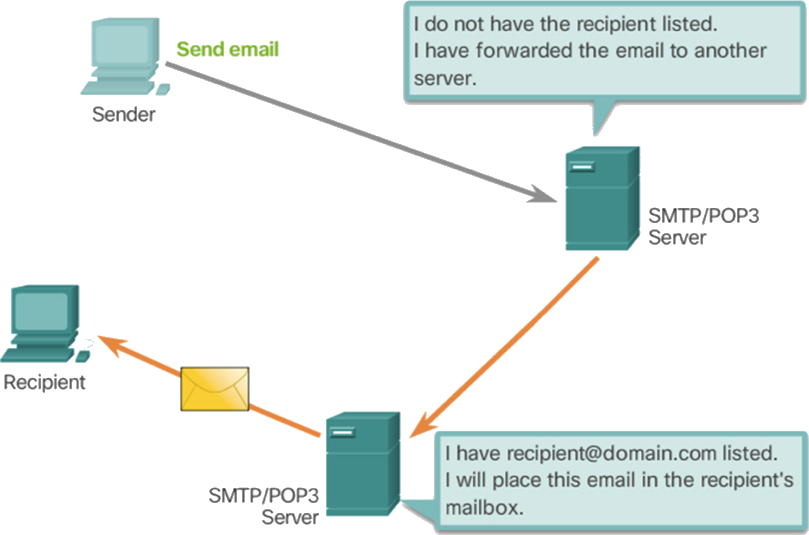 Send email
Sender
I do not have the recipient listed.
I have forwarded the email to another
server.
SMTP/POP3
Server
Recipient
SMTP/POP3
Server
I have recipient@domain.com listed.
I will place this email in the recipient's
mailbox.